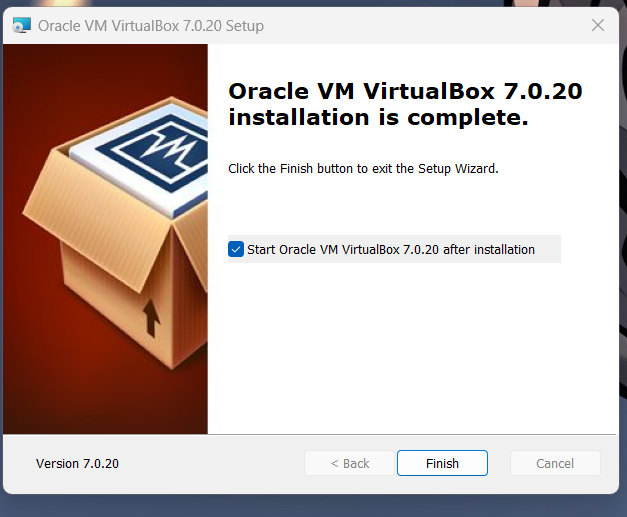 Oracle VM VirtualBox 7.0.20 Setup
Oracle VM VirtualBox 7.0.20
installation is complete.
Click the Finish button to exit the Setup Wizard.
Start Oracle VM VirtualBox 7.0.20 after installation
Version 7.0.20
< Back
Finish
Cancel